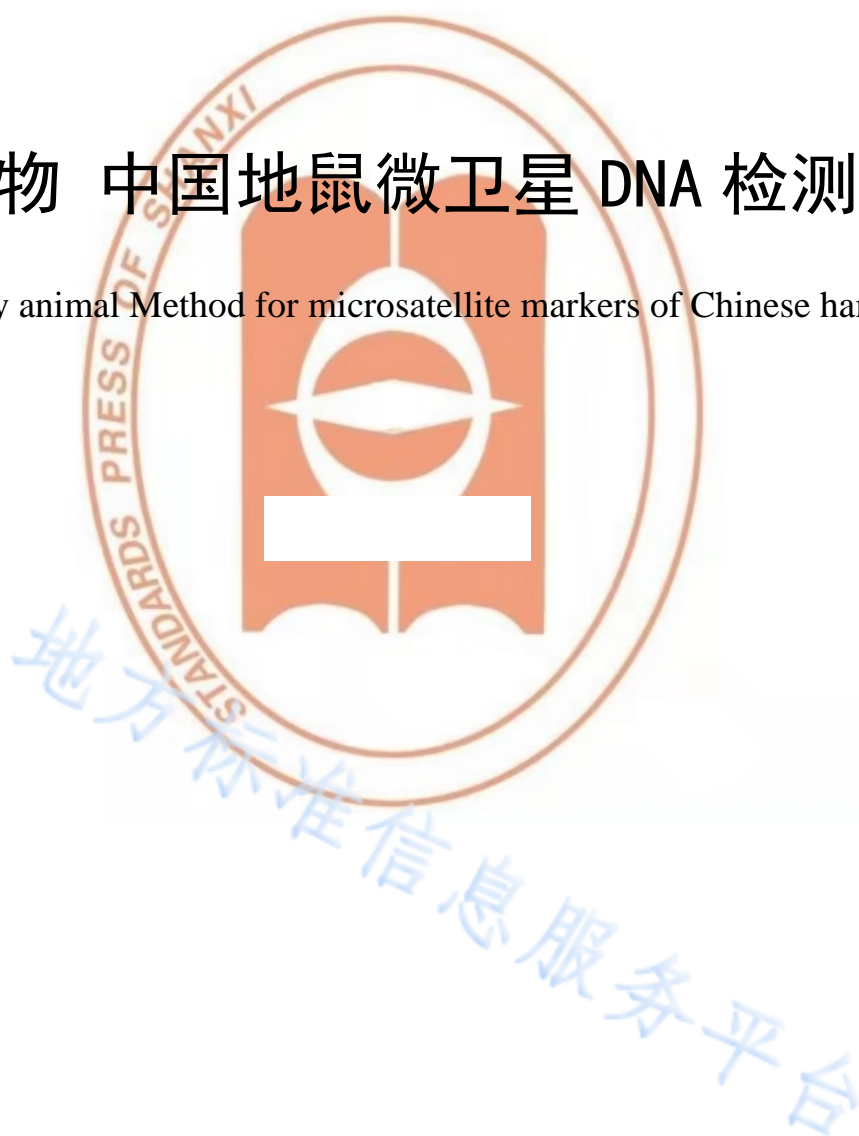 物 中国地鼠微卫星 DNA 检测
y animal Method for microsatellite markers of Chinese ha
STANDARDS PRESS OF SHANXI
地方标准信息服务平台